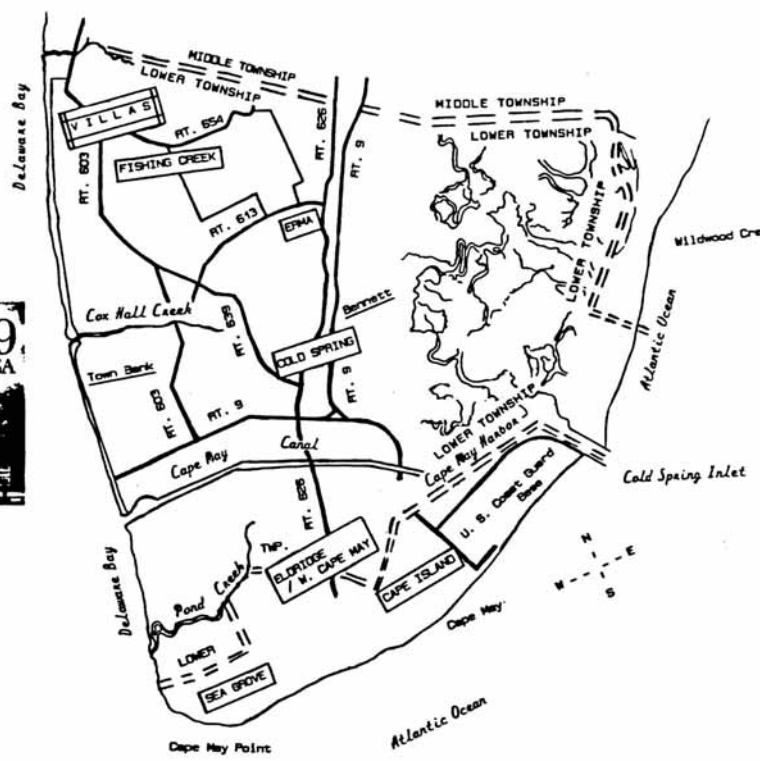 MIDDLE TOWNSHIP
LOWER TOWNSHIP
MIDDLE TOWNSHIP
LOWER TOWNSHIP
Delaware Bay
VILLAS
RT. 654
RT. 626
RT. 9
FISHING CREEK
RT. 603
RT. 613
ERMA
LOWER TOWNSHIP
Wildwood Cre
Cox Hall Creek
Bennett
RT. 639
Atlantic Ocean
9
SA
COLD SPRING
Town Bank
RT. 603
RT. 9
RT. 9
LOWER TOWNSHIP
Cape May Harbor
Cape May Canal
Cold Spring Inlet
U. S. Coast Guard
Base
RT. 626
Delaware Bay
TWP.
ELDRIDGE
/ W. CAPE MAY
CAPE ISLAND
N
W E
S
Pond Creek
Cape May
LOWER
SEA GROVE
Atlantic Ocean
Cape May Point